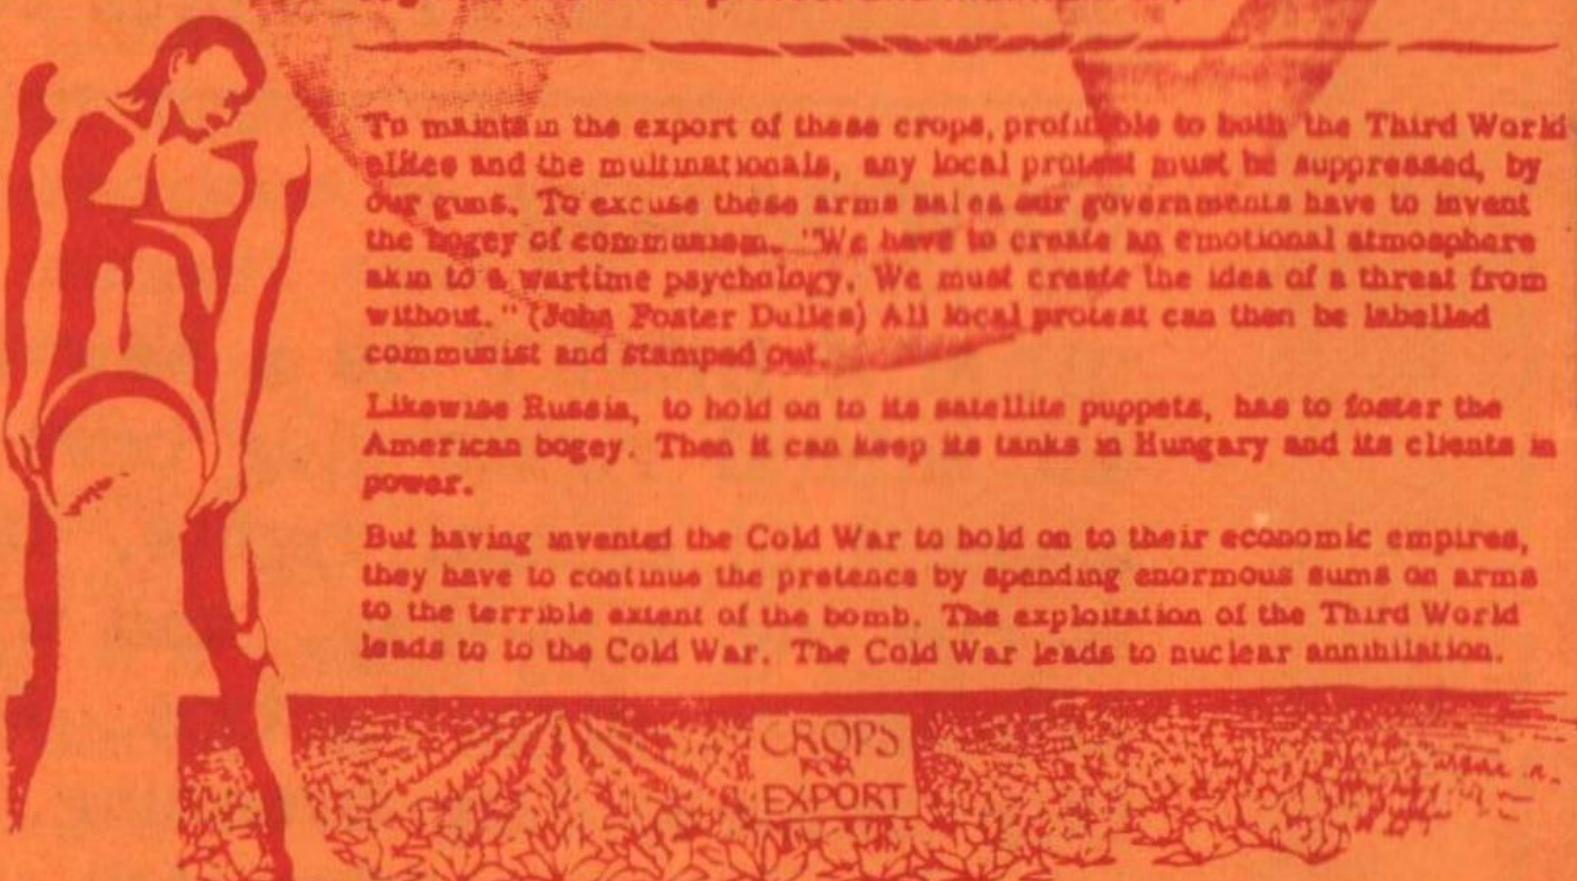 To maintain the export of these crops, profitable to both the Third World
elites and the multinationals, any local protest must be suppressed, by
our guns. To excuse these arms sales our governments have to invent
the bogey of communism. "We have to create an emotional atmosphere
akin to a wartime psychology. We must create the idea of a threat from
without." (John Foster Dulles) All local protest can then be labelled
communist and stamped out.
Likewise Russia, to hold on to its satellite puppets, has to foster the
American bogey. Then it can keep its tanks in Hungary and its clients in
power.
But having invented the Cold War to hold on to their economic empires,
they have to continue the pretence by spending enormous sums on arms
to the terrible extent of the bomb. The exploitation of the Third World
leads to to the Cold War. The Cold War leads to nuclear annihilation.
CROPS
FOR
EXPORT